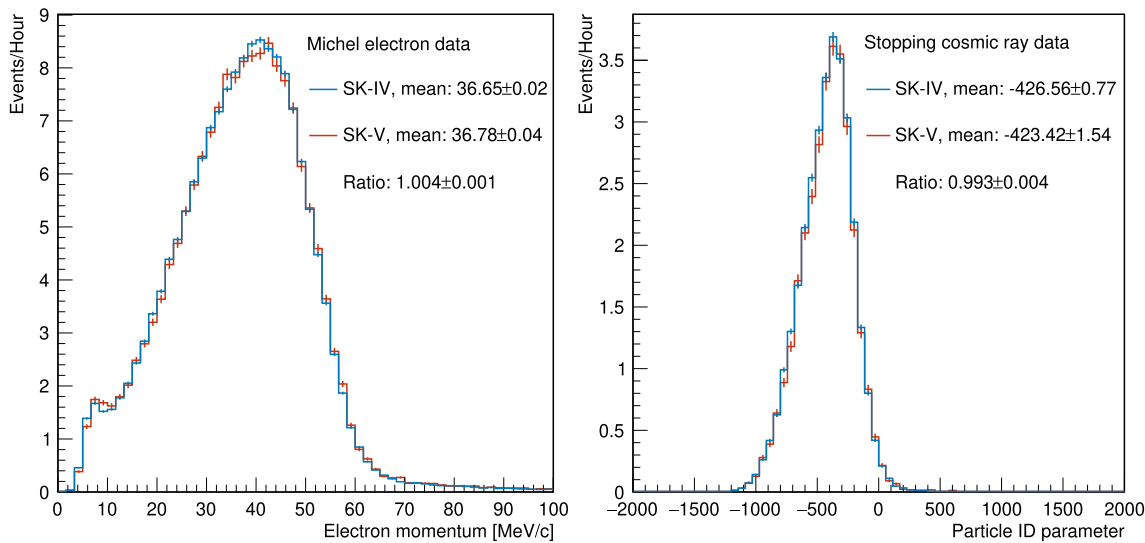 Events/Hour
9
8
7
6
5
4
3
2
1
0
Michel electron data
SK-IV, mean: 36.65±0.02
SK-V, mean: 36.78±0.04
Ratio: 1.004±0.001
0 10 20 30 40 50 60 70 80 90 100
Electron momentum [MeV/c]
Events/Hour
3.5
3
2.5
2
1.5
1
0.5
0
Stopping cosmic ray data
SK-IV, mean: -426.56±0.77
SK-V, mean: -423.42±1.54
Ratio: 0.993±0.004
−2000 −1500 −1000 −500 0 500 1000 1500 2000
Particle ID parameter